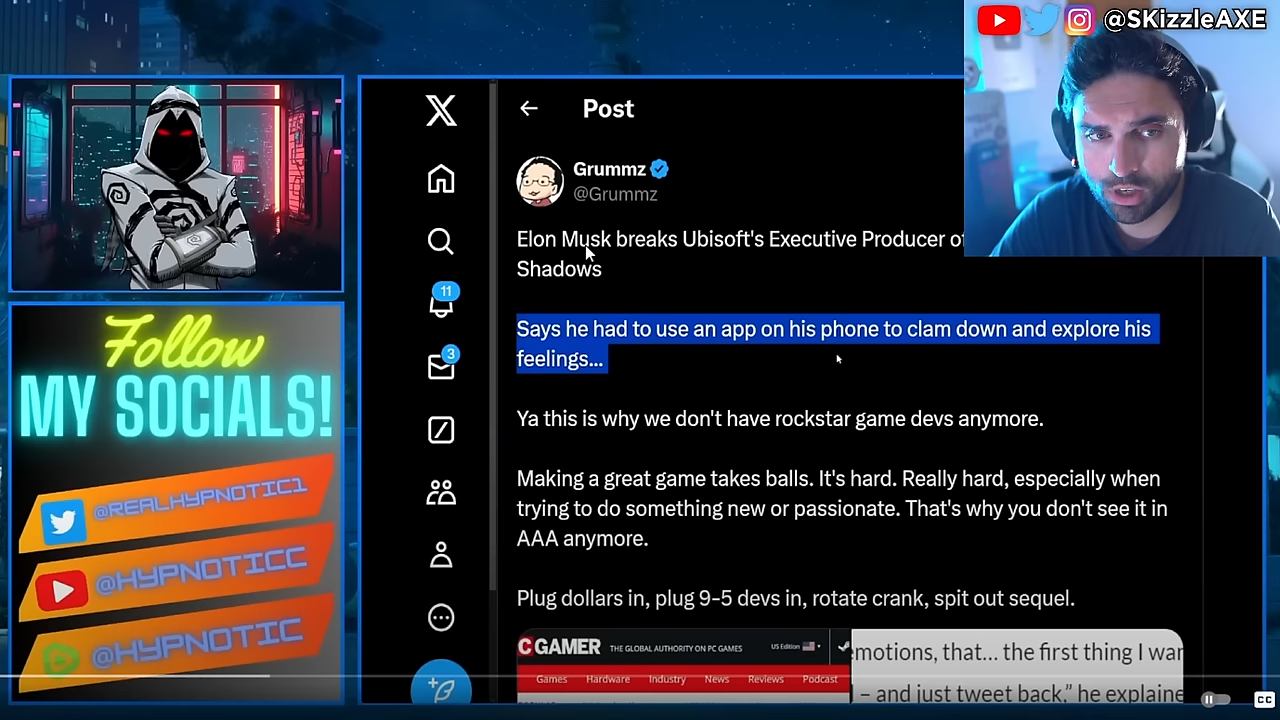 @SKizzleAXE
Post
Grummz
@Grummz
Elon Musk breaks Ubisoft's Executive Producer of
Shadows
11
Says he had to use an app on his phone to clam down and explore his
feelings...
3
Ya this is why we don't have rockstar game devs anymore.
Making a great game takes balls. It's hard. Really hard, especially when
trying to do something new or passionate. That's why you don't see it in
AAA anymore.
Plug dollars in, plug 9-5 devs in, rotate crank, spit out sequel.
C GAMER THE GLOBAL AUTHORITY ON PC GAMES US Edition
Games Hardware Industry News Reviews Podcast
emotions, that... the first thing I war
– and just tweet back,” he explaine
Follow
MY SOCIALS!
@REALHYPNOTIC1
@HYPNOTICC
@HYPNOTIC
CC